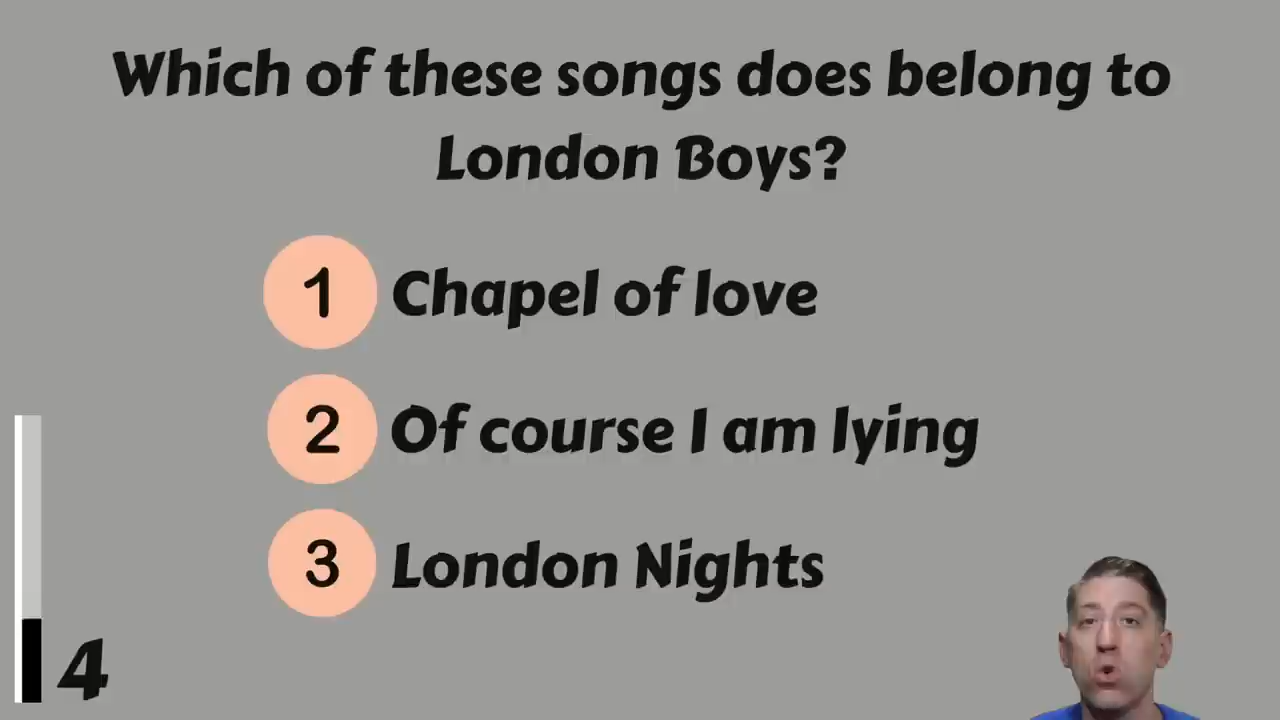 Which of these songs does belong to
London Boys?
1 Chapel of love
2 Of course I am lying
3 London Nights
4